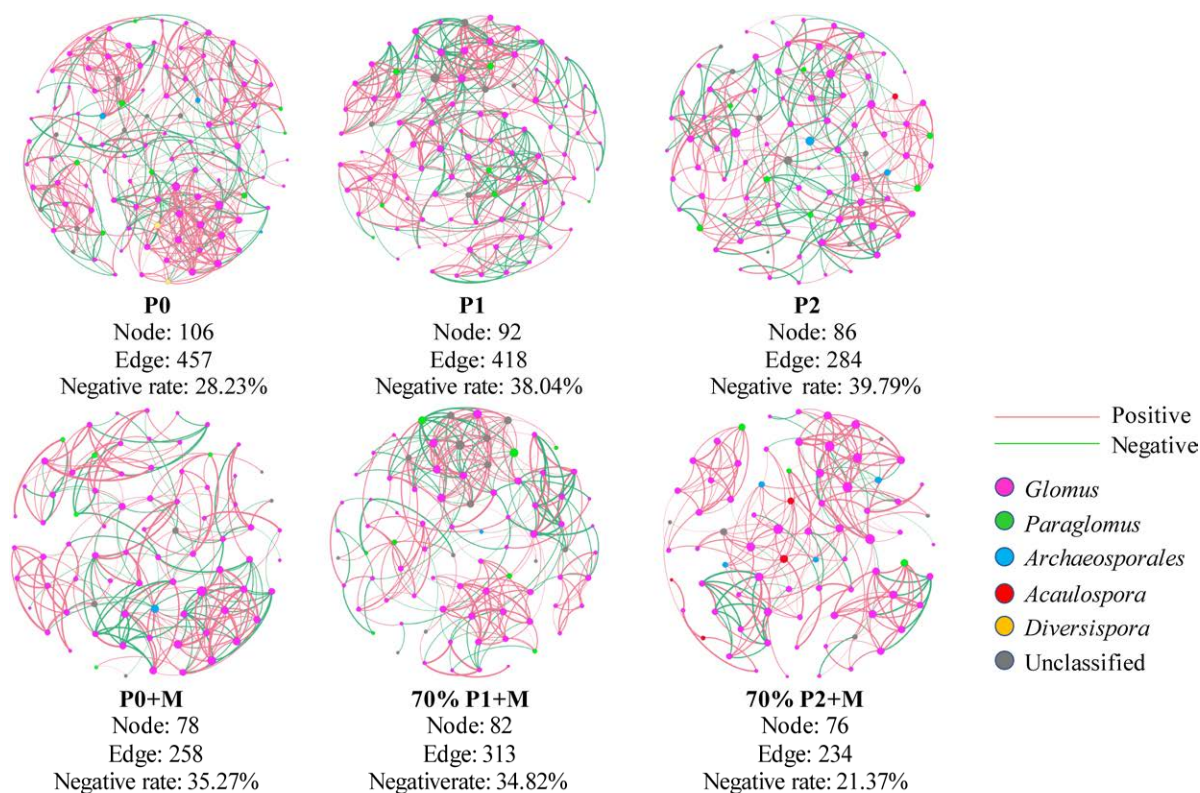 P0
Node: 106
Edge: 457
Negative rate: 28.23%
P1
Node: 92
Edge: 418
Negative rate: 38.04%
P2
Node: 86
Edge: 284
Negative rate: 39.79%
P0+M
Node: 78
Edge: 258
Negative rate: 35.27%
70% P1+M
Node: 82
Edge: 313
Negativerate: 34.82%
70% P2+M
Node: 76
Edge: 234
Negative rate: 21.37%
Positive
Negative
Glomus
Paraglomus
Archaeosporales
Acaulospora
Diversispora
Unclassified